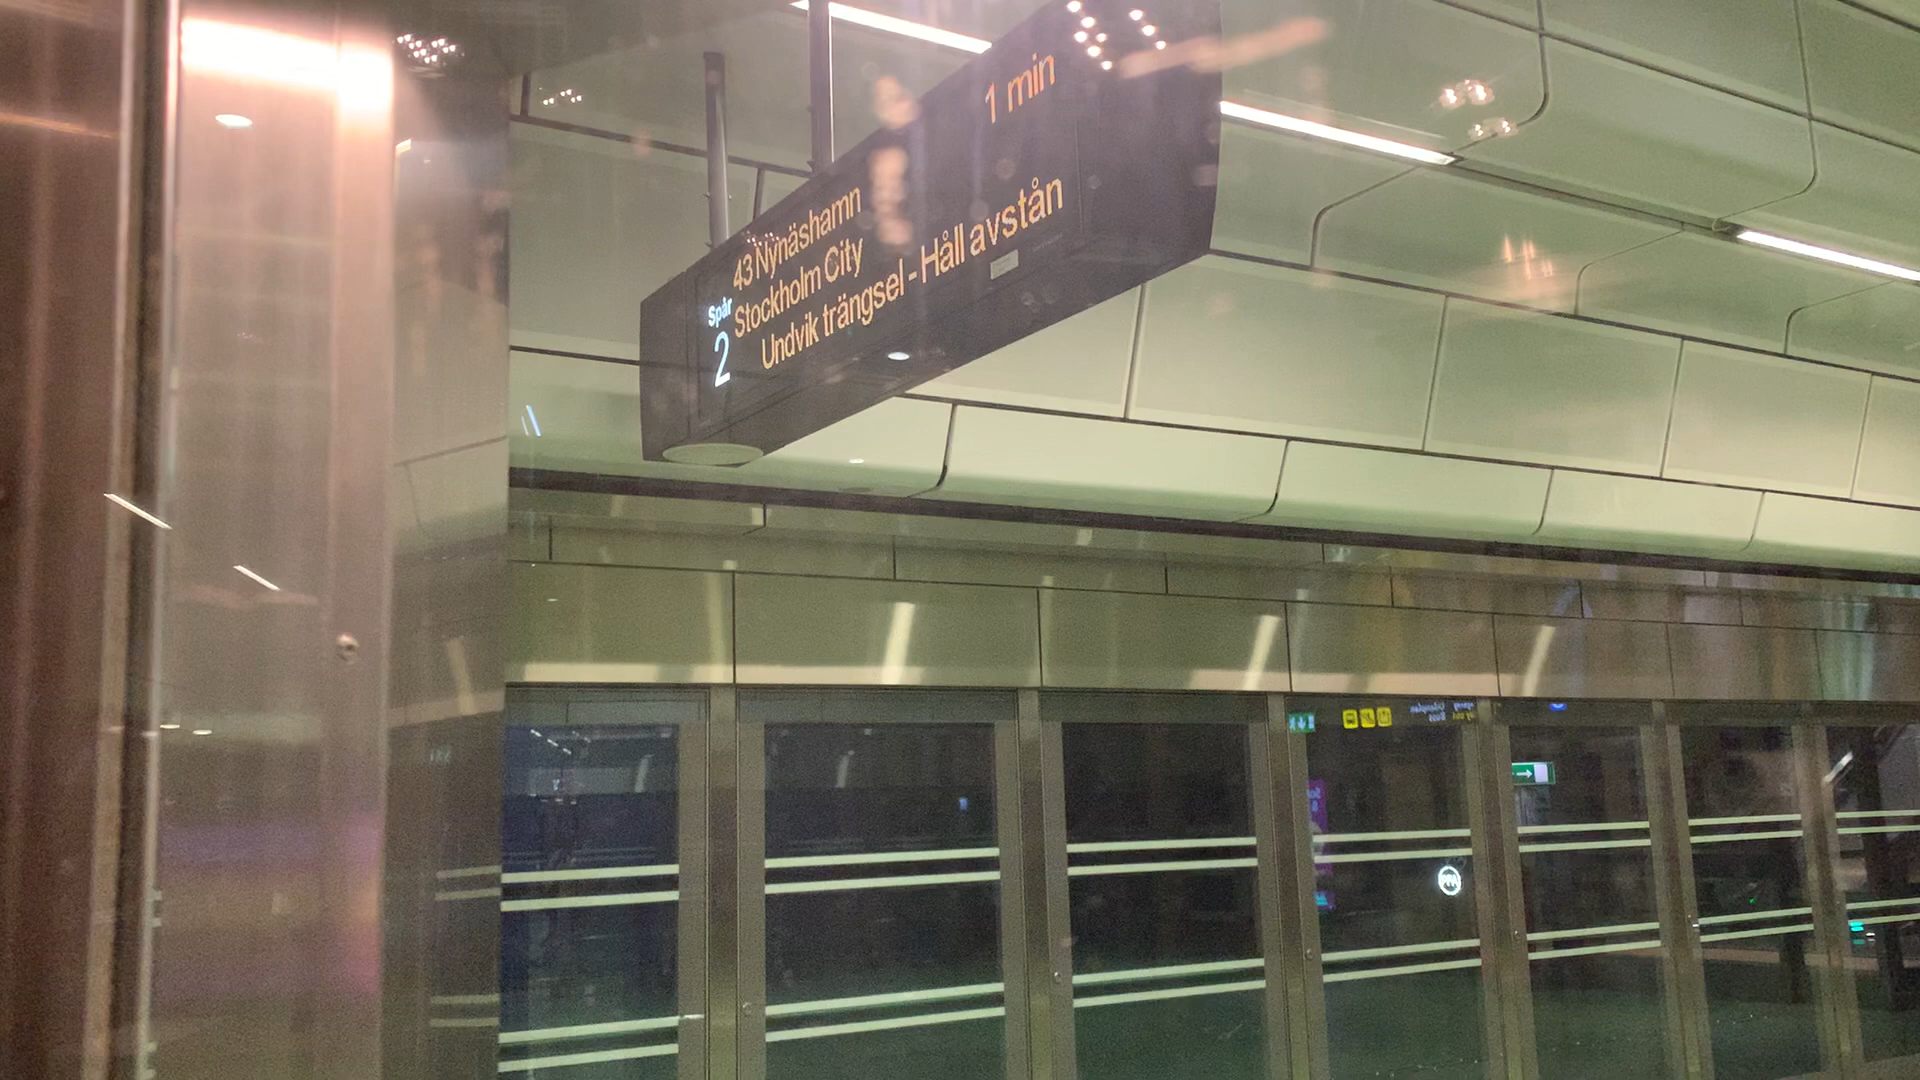 Spår
2
43 Nynäshamn 1 min
Stockholm City
Undvik trängsel - Håll avstån